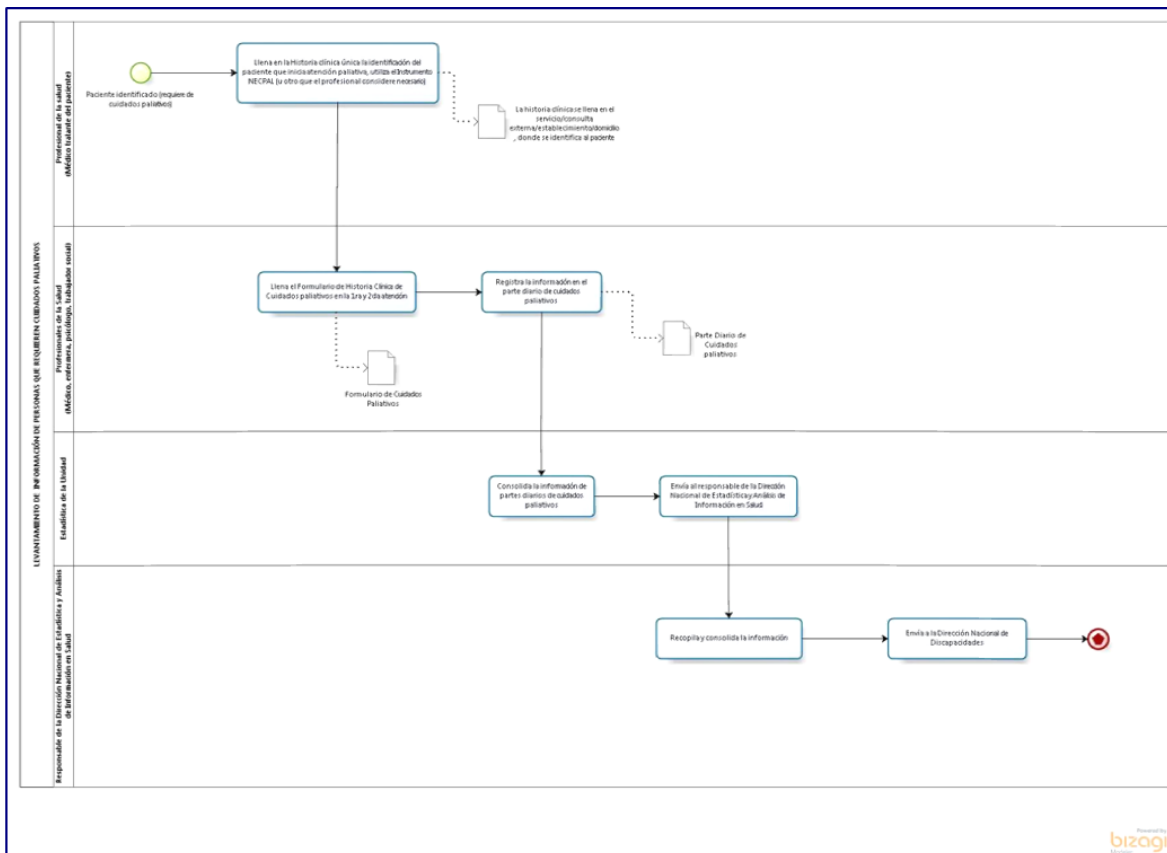 LEVANTAMIENTO DE INFORMACIÓN DE PERSONAS QUE REQUIEREN CUIDADOS PALIATIVOS
Profesional de la salud
(Médico tratante del paciente)
Paciente identificado (requiere de
cuidados paliativos)
Llena en la Historia clínica única la identificación del
paciente que inicia atención paliativa, utiliza el Instrumento
NECPAL (u otro que el profesional considere necesario)
La historia clínica se llena en el
servicio/consulta
externa/establecimiento/domicilio
, donde se identifica al paciente
Profesionales de la Salud
(Médico, enfermera, psicólogo, trabajador social)
Llena el Formulario de Historia Clínica de
Cuidados paliativos en la 1ra y 2da atención
Formulario de Cuidados
Paliativos
Registra la información en el
parte diario de cuidados
paliativos
Parte Diario de
Cuidados
paliativos
Estadística de la Unidad
Consolida la información de
partes diarios de cuidados
paliativos
Envía al responsable de la Dirección
Nacional de Estadística y Análisis de
Información en Salud
Responsable de la Dirección Nacional de Estadística y Análisis
de Información en Salud
Recopila y consolida la información
Envía a la Dirección Nacional de
Discapacidades
Powered by
bizagi
Modeler